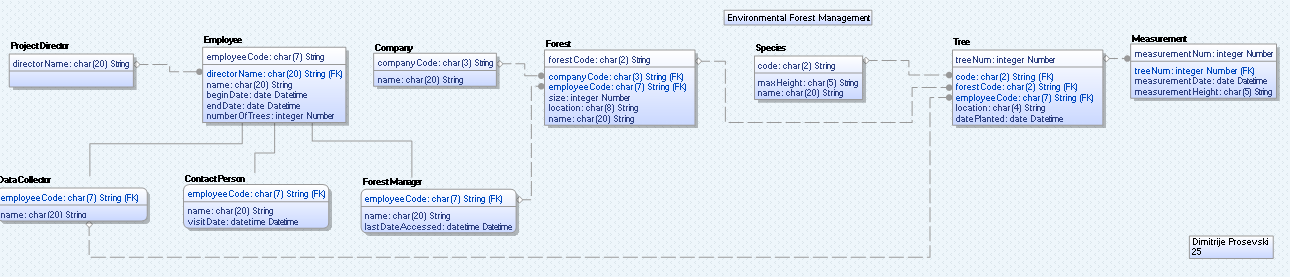 Environmental Forest Management
Project Director
directorName: char(20) String
Employee
employeeCode: char(7) String
directorName: char(20) String (FK)
name: char(20) String
beginDate: date Datetime
endDate: date Datetime
numberOfTrees: integer Number
Company
companyCode: char(3) String
name: char(20) String
Forest
forestCode: char(2) String
companyCode: char(3) String (FK)
employeeCode: char(7) String (FK)
size: integer Number
location: char(8) String
name: char(20) String
Species
code: char(2) String
maxHeight: char(5) String
name: char(20) String
Tree
treeNum: integer Number
code: char(2) String (FK)
forestCode: char(2) String (FK)
employeeCode: char(7) String (FK)
location: char(4) String
datePlanted: date Datetime
Measurement
measurementNum: integer Number
treeNum: integer Number (FK)
measurementDate: date Datetime
measurementHeight: char(5) String
Data Collector
employeeCode: char(7) String (FK)
name: char(20) String
Contact Person
employeeCode: char(7) String (FK)
name: char(20) String
visitDate: datetime Datetime
Forest Manager
employeeCode: char(7) String (FK)
name: char(20) String
lastDateAccessed: datetime Datetime
Dimitrije Prosevski
25